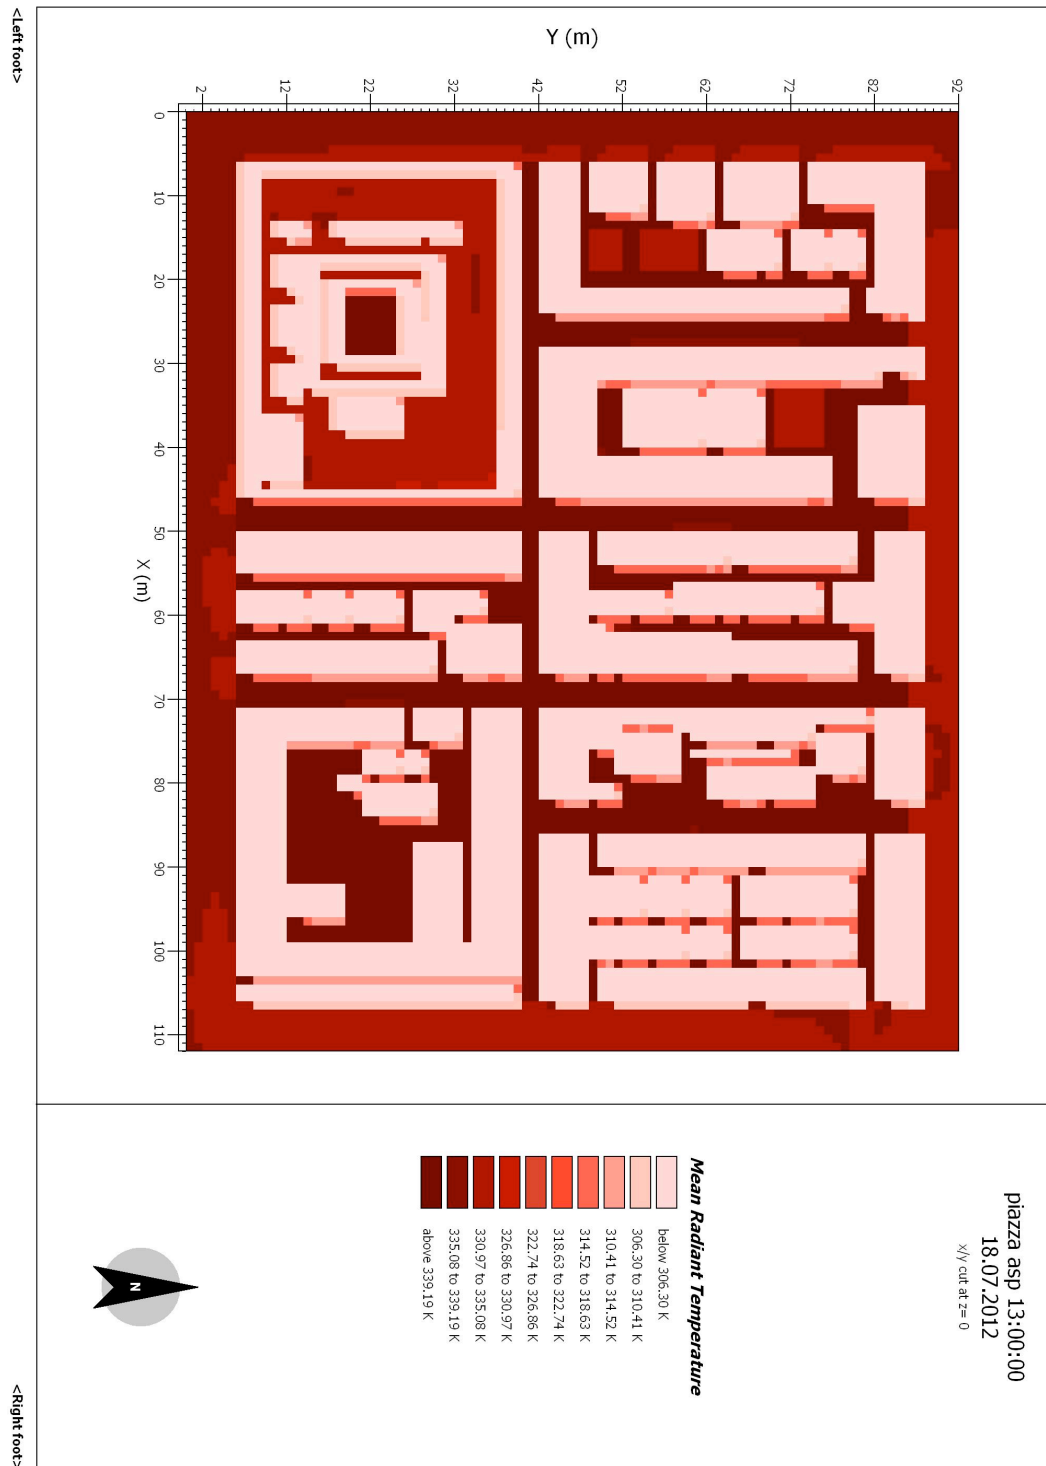 piazza asp 13:00:00
18.07.2012
x/y cut at z= 0
Y (m)
2
12
22
32
42
52
62
72
82
92
X (m)
0
10
20
30
40
50
60
70
80
90
100
110
Mean Radiant Temperature
below 306.30 K
306.30 to 310.41 K
310.41 to 314.52 K
314.52 to 318.63 K
318.63 to 322.74 K
322.74 to 326.86 K
326.86 to 330.97 K
330.97 to 335.08 K
335.08 to 339.19 K
above 339.19 K
N
<Left foot>
<Right foot>